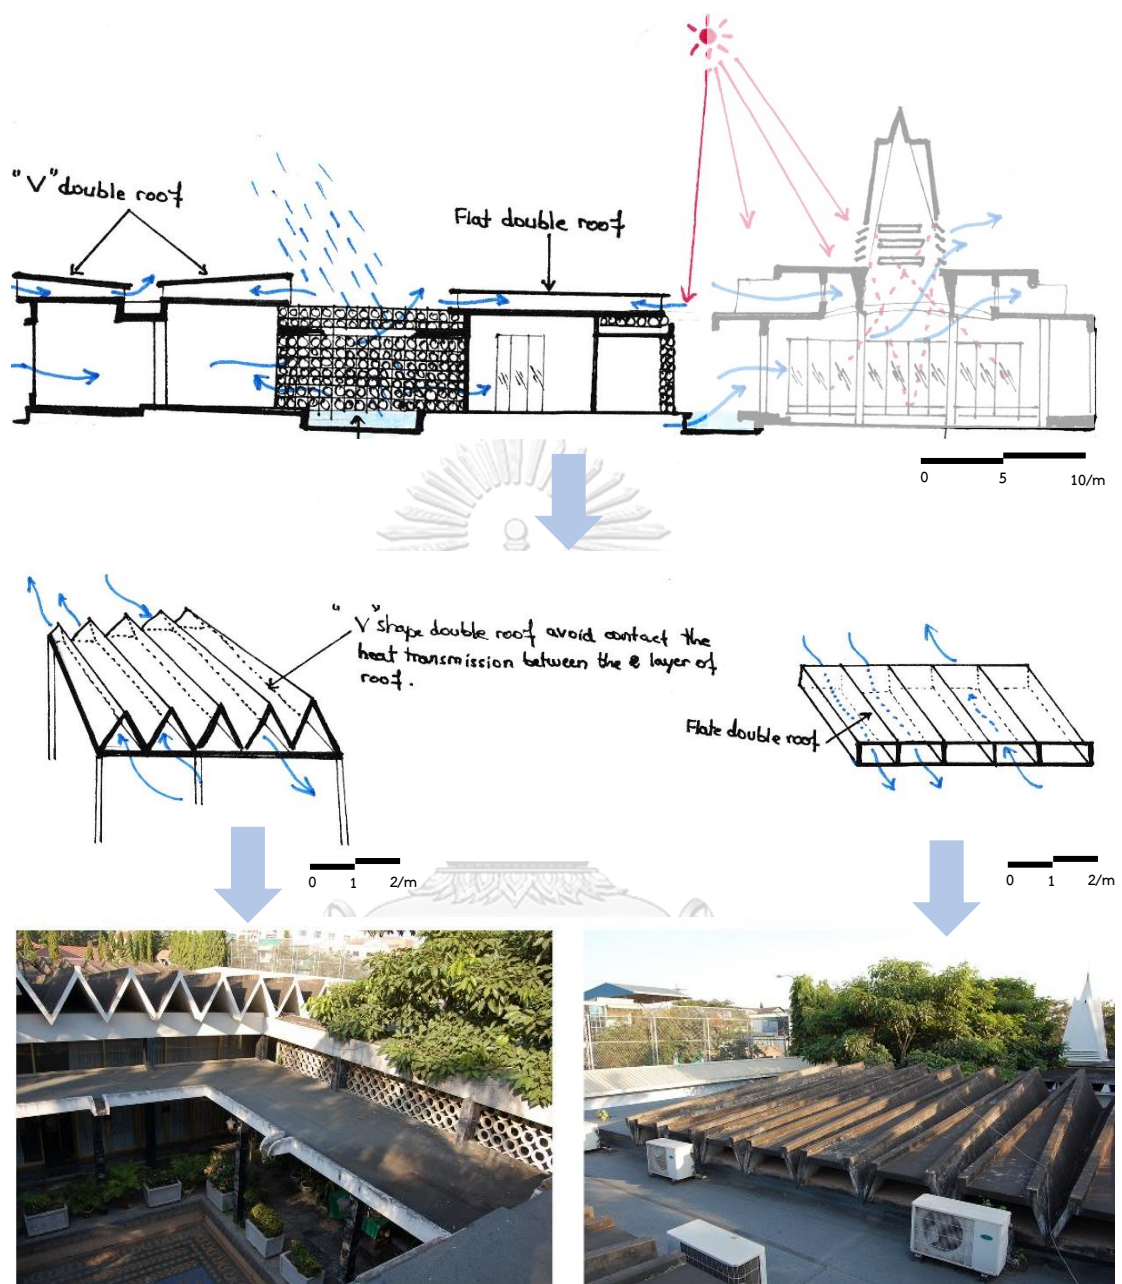 "V" double roof
Flat double roof
0 5 10/m
"V" shape double roof avoid contact the
heat transmission between the 2 layer of
roof.
Flate double roof
0 1 2/m
0 1 2/m